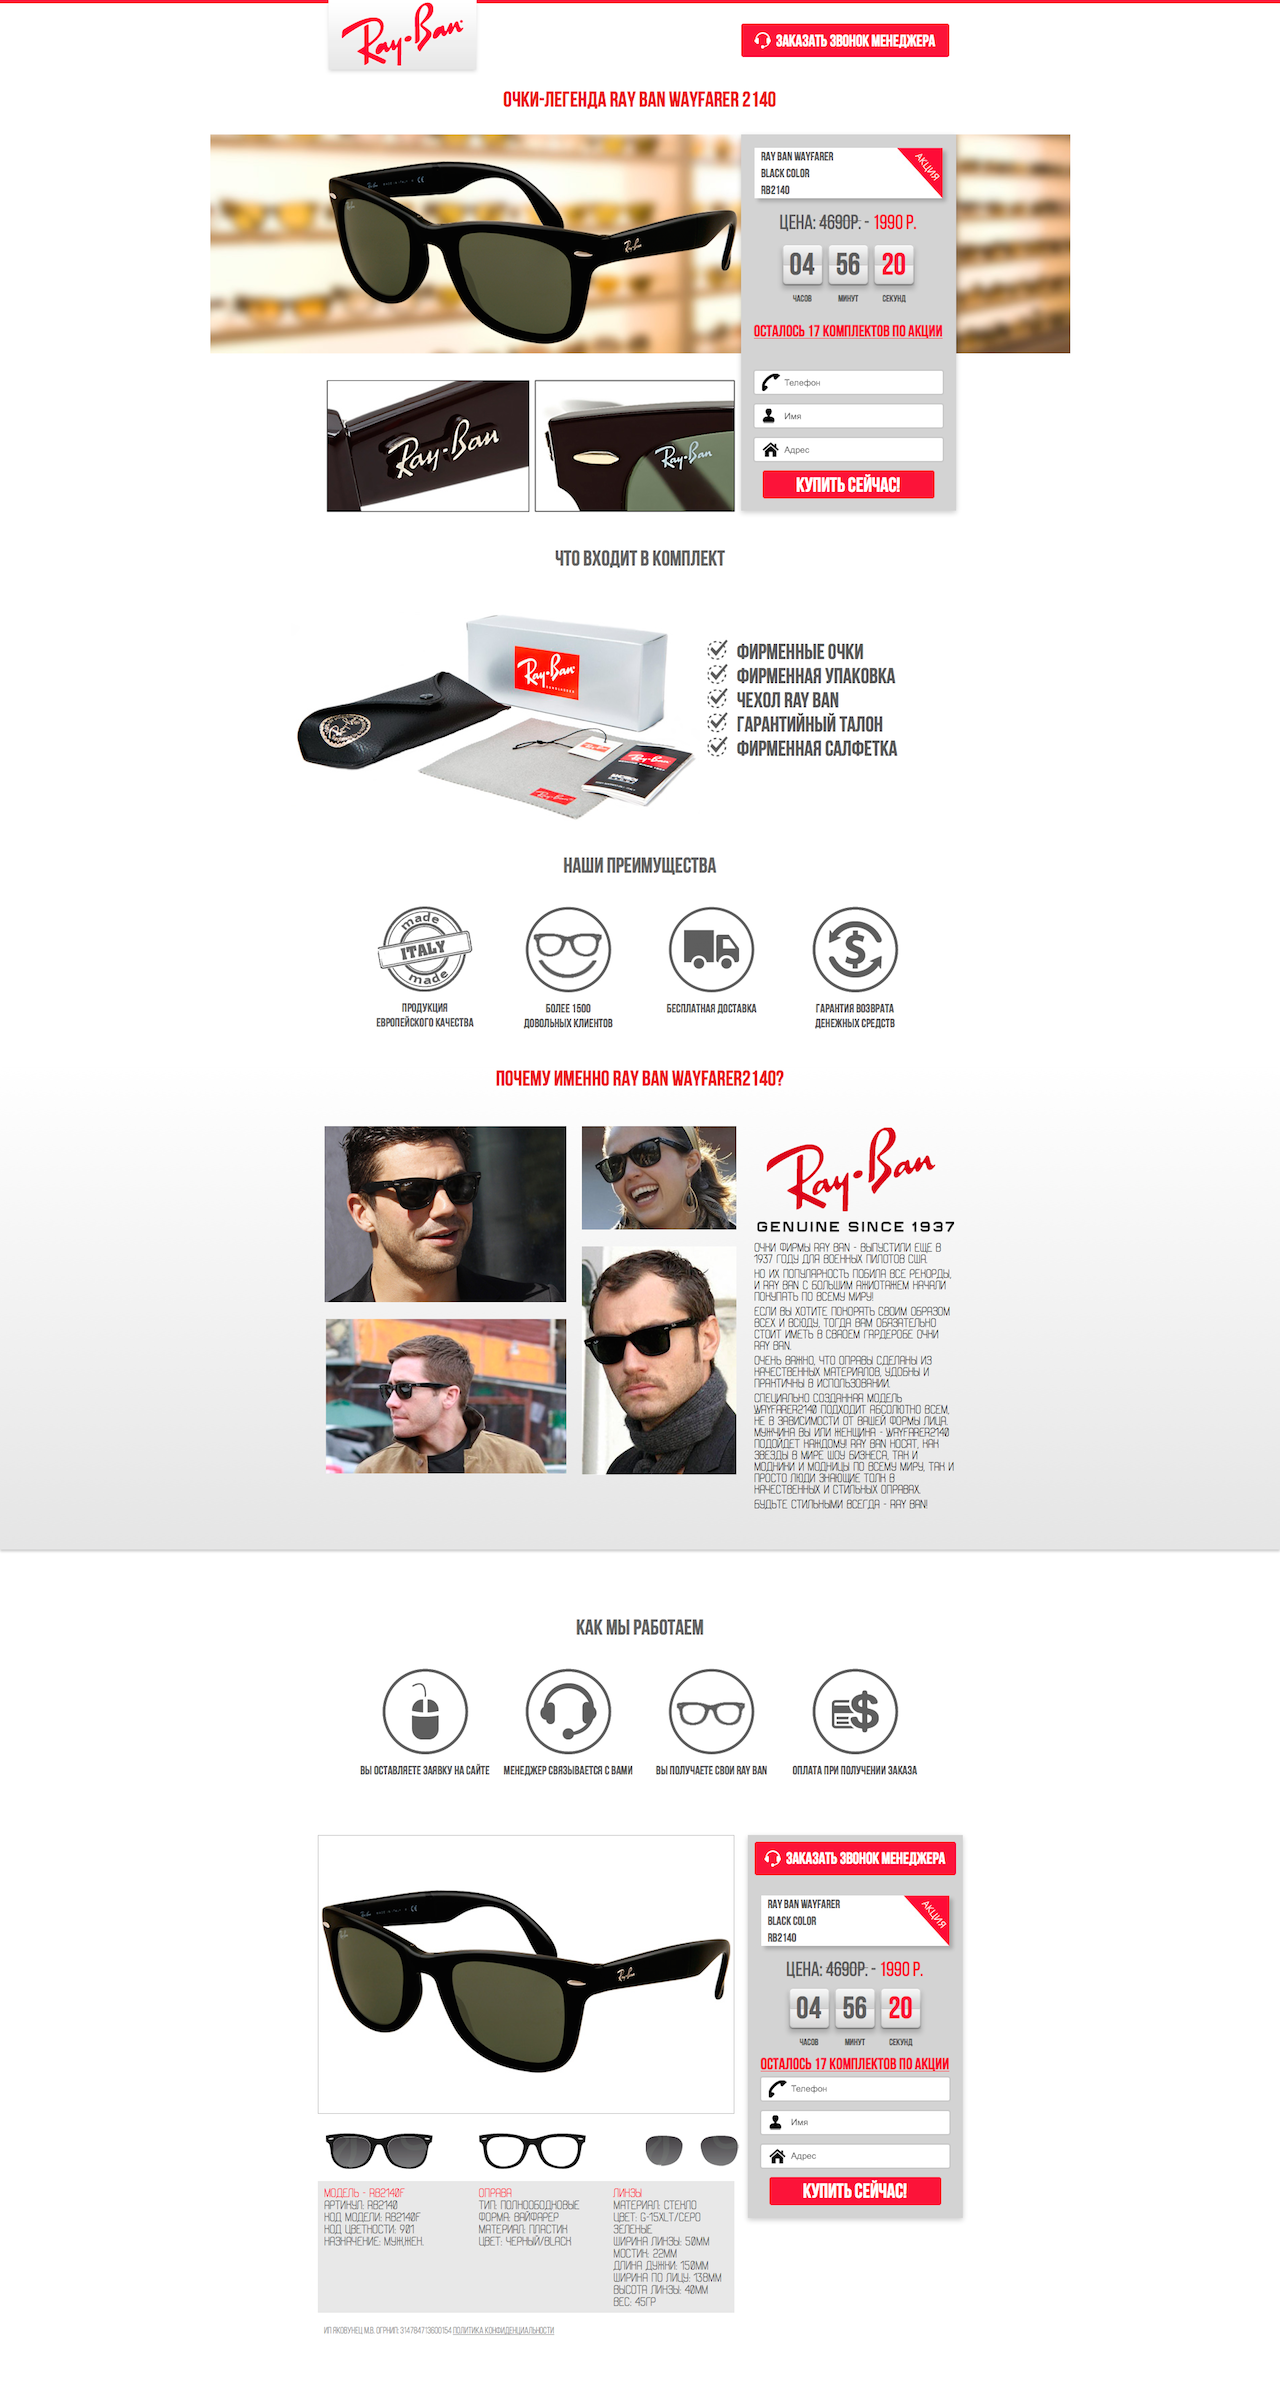 Ray-Ban
ЗАКАЗАТЬ ЗВОНОК МЕНЕДЖЕРА
ОЧКИ-ЛЕГЕНДА RAY BAN WAYFARER 2140
RAY BAN WAYFARER
BLACK COLOR
RB2140
АКЦИЯ
ЦЕНА: 4690Р. - 1990 Р.
04 56 20
ЧАСОВ МИНУТ СЕКУНД
ОСТАЛОСЬ 17 КОМПЛЕКТОВ ПО АКЦИИ
Телефон
Имя
Адрес
КУПИТЬ СЕЙЧАС!
Ray-Ban
Ray-Ban
ЧТО ВХОДИТ В КОМПЛЕКТ
Ray-Ban
ФИРМЕННЫЕ ОЧКИ
ФИРМЕННАЯ УПАКОВКА
ЧЕХОЛ RAY BAN
ГАРАНТИЙНЫЙ ТАЛОН
ФИРМЕННАЯ САЛФЕТКА
Ray-Ban
Ray-Ban
НАШИ ПРЕИМУЩЕСТВА
made
ITALY
made
ПРОДУКЦИЯ
ЕВРОПЕЙСКОГО КАЧЕСТВА
БОЛЕЕ 1500
ДОВОЛЬНЫХ КЛИЕНТОВ
БЕСПЛАТНАЯ ДОСТАВКА
ГАРАНТИЯ ВОЗВРАТА
ДЕНЕЖНЫХ СРЕДСТВ
ПОЧЕМУ ИМЕННО RAY BAN WAYFARER2140?
Ray-Ban
GENUINE SINCE 1937
ОЧКИ ФИРМЫ RAY BAN - ВЫПУСТИЛИ ЕЩЕ В
1937 ГОДУ ДЛЯ ВОЕННЫХ ПИЛОТОВ США.
НО ИХ ПОПУЛЯРНОСТЬ ПОБИЛА ВСЕ РЕКОРДЫ,
И RAY BAN С БОЛЬШИМ АЖИОТАЖЕМ НАЧАЛИ
ПОКУПАТЬ ПО ВСЕМУ МИРУ!
ЕСЛИ ВЫ ХОТИТЕ ПОКОРЯТЬ СВОИМ ОБРАЗОМ
ВСЕХ И ВСЮДУ, ТОГДА ВАМ ОБЯЗАТЕЛЬНО
СТОИТ ИМЕТЬ В СВАОЕМ ГАРДЕРОБЕ ОЧКИ
RAY BAN.
ОЧЕНЬ ВАЖНО, ЧТО ОПРАВЫ СДЕЛАНЫ ИЗ
КАЧЕСТВЕННЫХ МАТЕРИАЛОВ, УДОБНЫ И
ПРАКТИЧНЫ В ИСПОЛЬЗОВАНИИ.
СПЕЦИАЛЬНО СОЗДАННАЯ МОДЕЛЬ
WAYFARER2140 ПОДХОДИТ АБСОЛЮТНО ВСЕМ,
НЕ В ЗАВИСИМОСТИ ОТ ВАШЕЙ ФОРМЫ ЛИЦА.
МУЖЧИНА ВЫ ИЛИ ЖЕНЩИНА - WAYFARER2140
ПОДОЙДЕТ КАЖДОМУ! RAY BAN НОСЯТ, КАК
ЗВЕЗДЫ В МИРЕ ШОУ БИЗНЕСА, ТАК И
МОДНИКИ И МОДНИЦЫ ПО ВСЕМУ МИРУ, ТАК И
ПРОСТО ЛЮДИ ЗНАЮЩИЕ ТОЛК В
КАЧЕСТВЕННЫХ И СТИЛЬНЫХ ОПРАВАХ.
БУДЬТЕ СТИЛЬНЫМИ ВСЕГДА - RAY BAN!
КАК МЫ РАБОТАЕМ
ВЫ ОСТАВЛЯЕТЕ ЗАЯВКУ НА САЙТЕ
МЕНЕДЖЕР СВЯЗЫВАЕТСЯ С ВАМИ
ВЫ ПОЛУЧАЕТЕ СВОИ RAY BAN
ОПЛАТА ПРИ ПОЛУЧЕНИИ ЗАКАЗА
ЗАКАЗАТЬ ЗВОНОК МЕНЕДЖЕРА
RAY BAN WAYFARER
BLACK COLOR
RB2140
АКЦИЯ
ЦЕНА: 4690Р. - 1990 Р.
04 56 20
ЧАСОВ МИНУТ СЕКУНД
ОСТАЛОСЬ 17 КОМПЛЕКТОВ ПО АКЦИИ
Телефон
Имя
Адрес
КУПИТЬ СЕЙЧАС!
МОДЕЛЬ - RB2140F
АРТИКУЛ: RB2140
КОД МОДЕЛИ: RB2140F
КОД ЦВЕТНОСТИ: 901
НАЗНАЧЕНИЕ: МУЖ,ЖЕН.
ОПРАВА
ТИП: ПОЛНООБОДНОВЫЕ
ФОРМА: ВАЙФАРЕР
МАТЕРИАЛ: ПЛАСТИК
ЦВЕТ: ЧЕРНЫЙ/BLACK
ЛИНЗЫ
МАТЕРИАЛ: СТЕКЛО
ЦВЕТ: G-15XLT/СЕРО
ЗЕЛЕНЫЕ
ШИРИНА ЛИНЗЫ: 50ММ
МОСТИК: 22ММ
ДЛИНА ДУЖКИ: 150ММ
ШИРИНА ПО ЛИЦУ: 138ММ
ВЫСОТА ЛИНЗЫ: 40ММ
ВЕС: 45ГР
ИП ЯКОВУНЕЦ М.В. ОГРНИП: 314784713600154 ПОЛИТИКА КОНФИДЕНЦИАЛЬНОСТИ